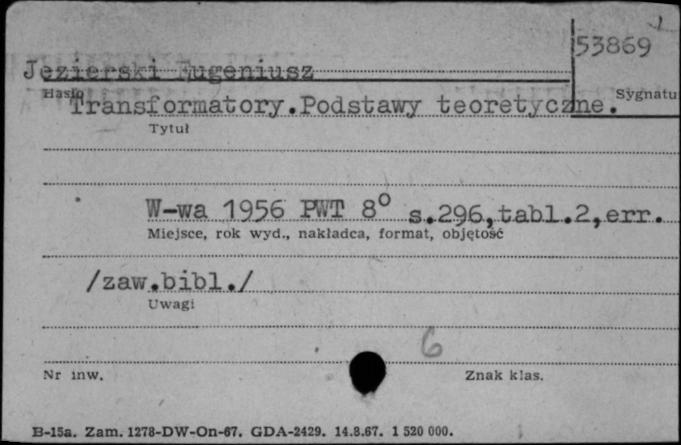 53869
Jezierski Eugeniusz
Hasło
Sygnatu
Transformatory.Podstawy teoretyczne.
Tytuł
W-wa 1956 PWT 8° s.296,tabl.2,err.
Miejsce, rok wyd., nakładca, format, objętość
/zaw.bibl./
Uwagi
6
Nr inw.
Znak klas.
B-15a. Zam. 1278-DW-On-67. GDA-2429. 14.8.67. 1 520 000.